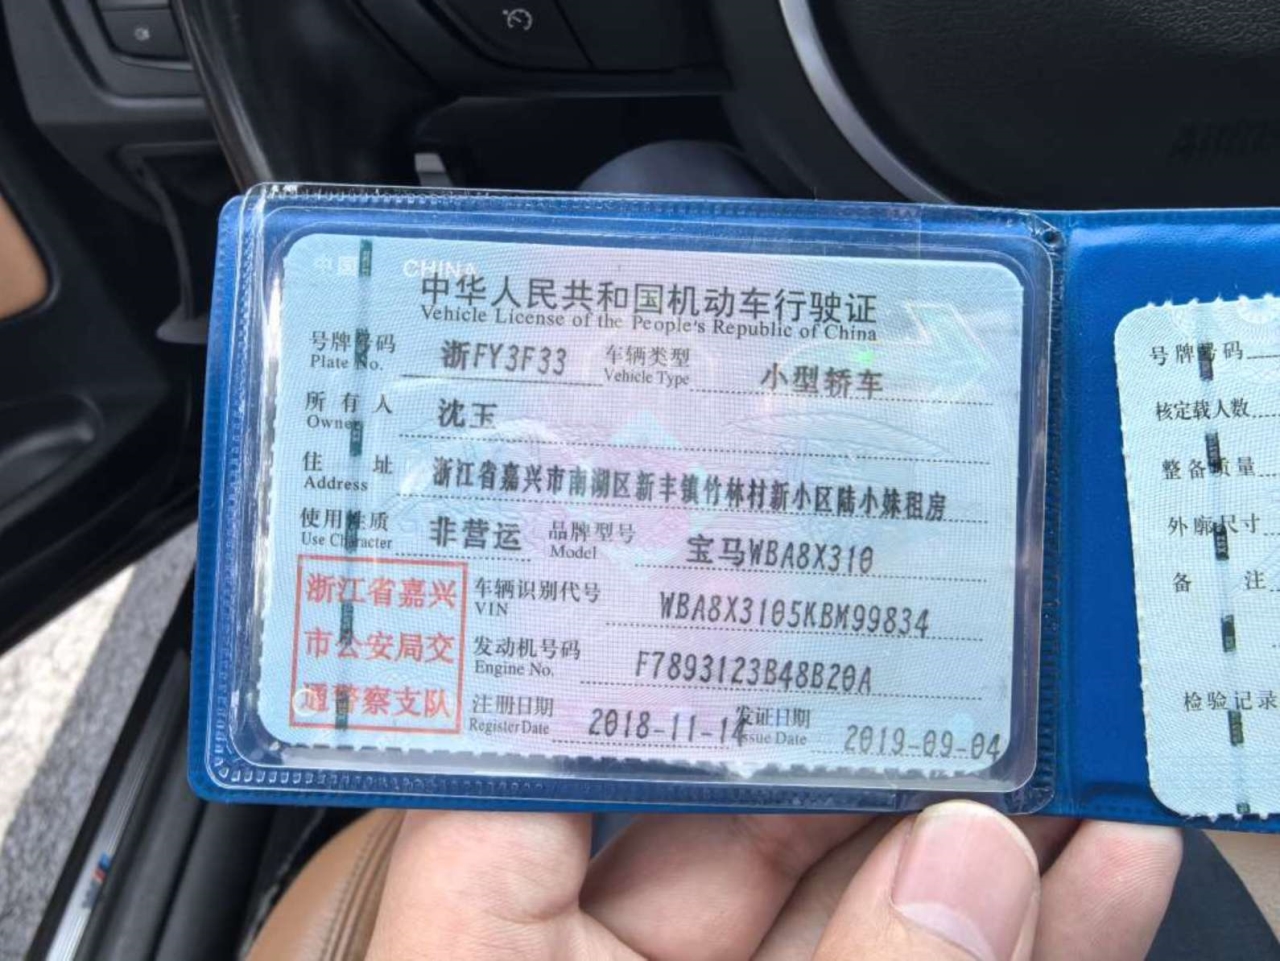 中国 CHINA
中华人民共和国机动车行驶证
Vehicle License of the People's Republic of China
号牌号码 浙FY3F33 车辆类型 小型轿车
Plate No. Vehicle Type
所有人 沈玉
Owner
住址 浙江省嘉兴市南湖区新丰镇竹林村新小区陆小妹租房
Address
使用性质 非营运 品牌型号 宝马WBA8X310
Use Character Model
浙江省嘉兴
市公安局交
通警察支队
车辆识别代号 WBA8X3105KBM99834
VIN
发动机号码 F7893123B48B20A
Engine No.
注册日期 2018-11-14 发证日期 2019-09-04
Register Date Issue Date
号牌号码
核定载人数
整备质量
外廓尺寸
备注
检验记录